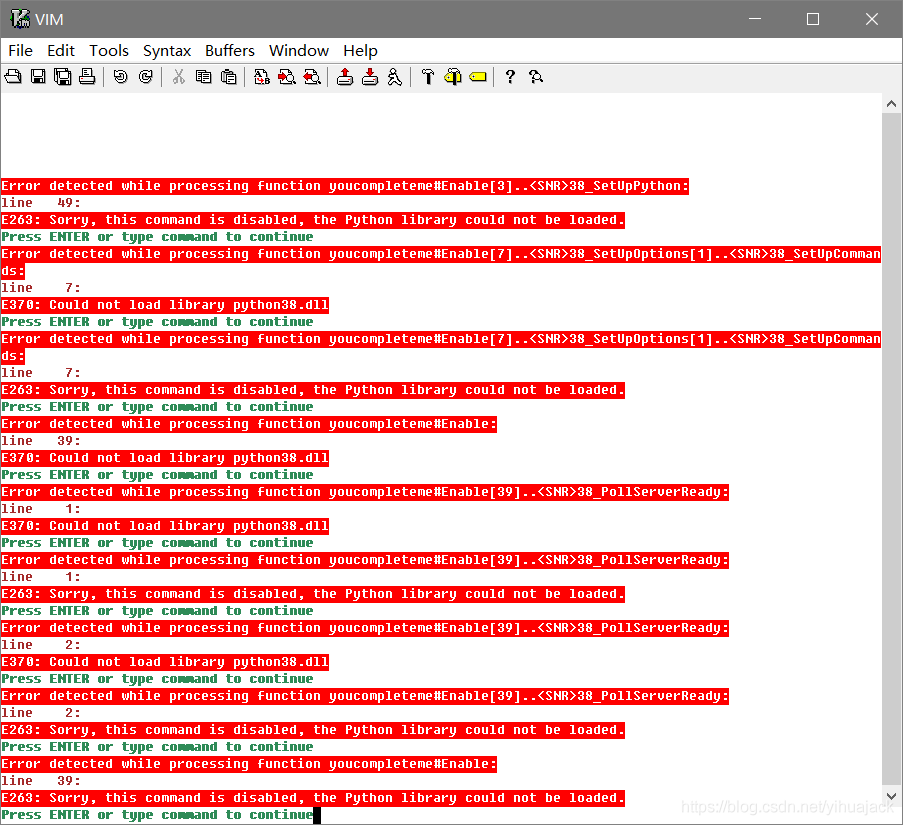 VIM
File Edit Tools Syntax Buffers Window Help
Error detected while processing function youcompleteme#Enable[3]..<SNR>38_SetUpPython:
line   49:
E263: Sorry, this command is disabled, the Python library could not be loaded.
Press ENTER or type command to continue
Error detected while processing function youcompleteme#Enable[7]..<SNR>38_SetUpOptions[1]..<SNR>38_SetUpComman
ds:
line    7:
E370: Could not load library python38.dll
Press ENTER or type command to continue
Error detected while processing function youcompleteme#Enable[7]..<SNR>38_SetUpOptions[1]..<SNR>38_SetUpComman
ds:
line    7:
E263: Sorry, this command is disabled, the Python library could not be loaded.
Press ENTER or type command to continue
Error detected while processing function youcompleteme#Enable:
line   39:
E370: Could not load library python38.dll
Press ENTER or type command to continue
Error detected while processing function youcompleteme#Enable[39]..<SNR>38_PollServerReady:
line    1:
E370: Could not load library python38.dll
Press ENTER or type command to continue
Error detected while processing function youcompleteme#Enable[39]..<SNR>38_PollServerReady:
line    1:
E263: Sorry, this command is disabled, the Python library could not be loaded.
Press ENTER or type command to continue
Error detected while processing function youcompleteme#Enable[39]..<SNR>38_PollServerReady:
line    2:
E370: Could not load library python38.dll
Press ENTER or type command to continue
Error detected while processing function youcompleteme#Enable[39]..<SNR>38_PollServerReady:
line    2:
E263: Sorry, this command is disabled, the Python library could not be loaded.
Press ENTER or type command to continue
Error detected while processing function youcompleteme#Enable:
line   39:
E263: Sorry, this command is disabled, the Python library could not be loaded.
Press ENTER or type command to continue
https://blog.csdn.net/yihuajack